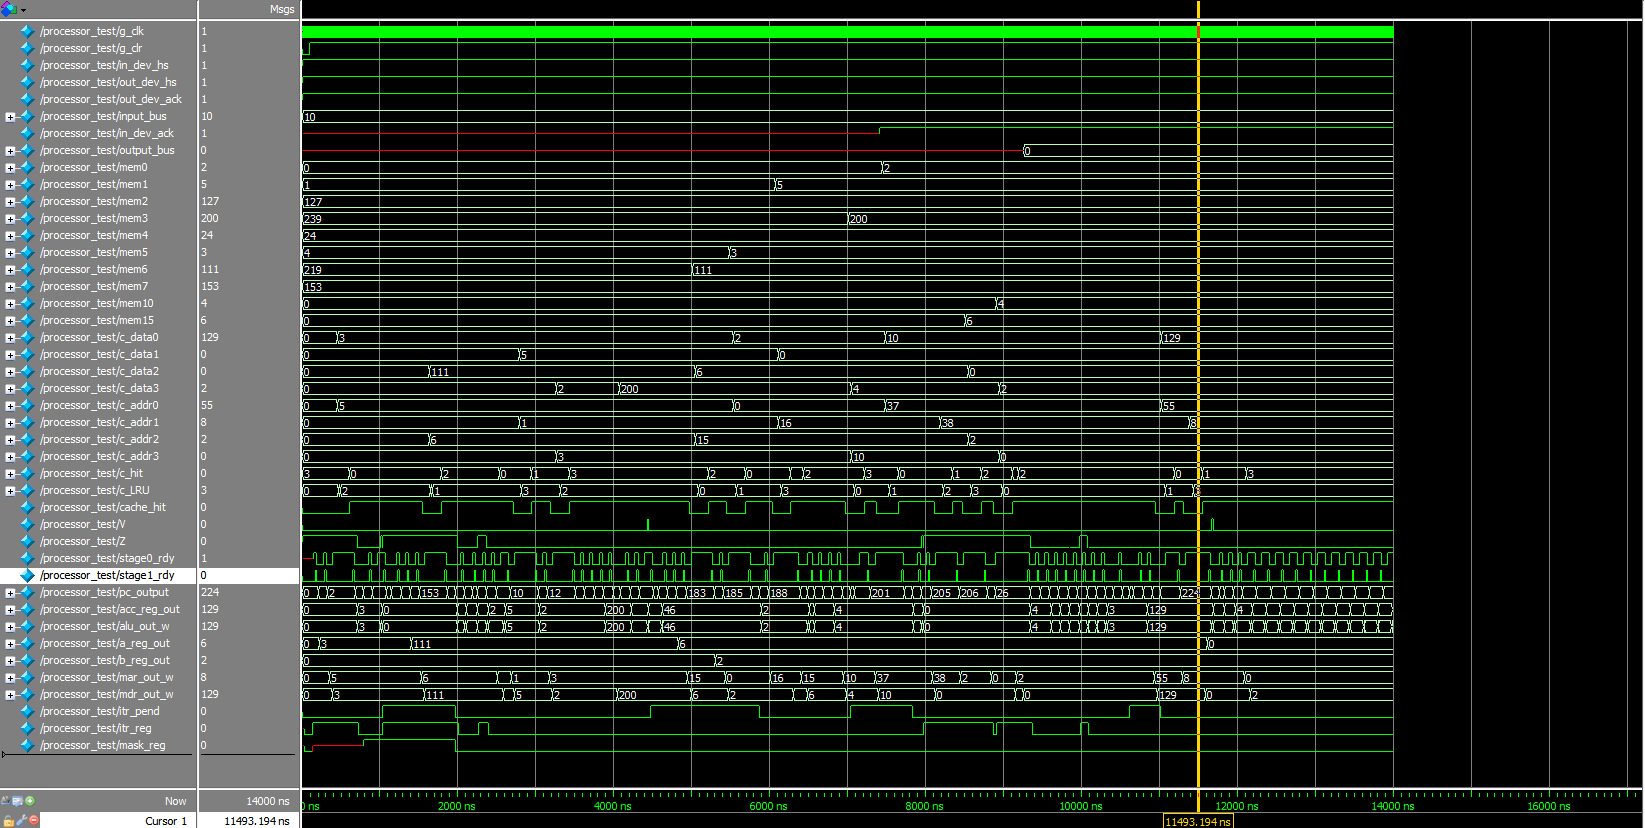 Msgs
/processor_test/g_clk 1
/processor_test/g_clr 1
/processor_test/in_dev_hs 1
/processor_test/out_dev_hs 1
/processor_test/out_dev_ack 1
/processor_test/input_bus 10 10
/processor_test/in_dev_ack 1
/processor_test/output_bus 0 0
/processor_test/mem0 2 0 2
/processor_test/mem1 5 1 5
/processor_test/mem2 127 127
/processor_test/mem3 200 239 200
/processor_test/mem4 24 24
/processor_test/mem5 3 4 3
/processor_test/mem6 111 219 111
/processor_test/mem7 153 153
/processor_test/mem10 4 0 4
/processor_test/mem15 6 0 6
/processor_test/c_data0 129 0 3 2 10 129
/processor_test/c_data1 0 0 5 0
/processor_test/c_data2 0 0 111 6 0
/processor_test/c_data3 2 0 2 200 4 2
/processor_test/c_addr0 55 0 5 0 37 55
/processor_test/c_addr1 8 0 1 16 38 8
/processor_test/c_addr2 2 0 6 15 2
/processor_test/c_addr3 0 0 3 10 0
/processor_test/c_hit 0 3 0 2 0 1 3 2 0 2 3 0 1 2 2 0 1 3
/processor_test/c_LRU 3 0 2 1 3 2 0 1 3 0 1 2 3 0 1 3
/processor_test/cache_hit 0
/processor_test/V 0
/processor_test/Z 0
/processor_test/stage0_rdy 1
/processor_test/stage1_rdy 0
/processor_test/pc_output 224 0 2 153 10 12 183 185 188 201 205 206 26 224
/processor_test/acc_reg_out 129 0 3 0 2 5 2 200 46 2 4 0 4 3 129 4
/processor_test/alu_out_w 129 0 3 0 5 2 200 46 2 4 0 4 3 129
/processor_test/a_reg_out 6 0 3 111 6 0
/processor_test/b_reg_out 2 0 2
/processor_test/mar_out_w 8 0 5 6 1 3 15 0 16 15 10 37 38 2 0 2 55 8 0
/processor_test/mdr_out_w 129 0 3 111 5 2 200 6 2 6 4 10 0 0 129 0 2
/processor_test/itr_pend 0
/processor_test/itr_reg 0
/processor_test/mask_reg 0
Now 14000 ns ns 2000 ns 4000 ns 6000 ns 8000 ns 10000 ns 12000 ns 14000 ns 16000 ns
Cursor 1 11493.194 ns 11493.194 ns